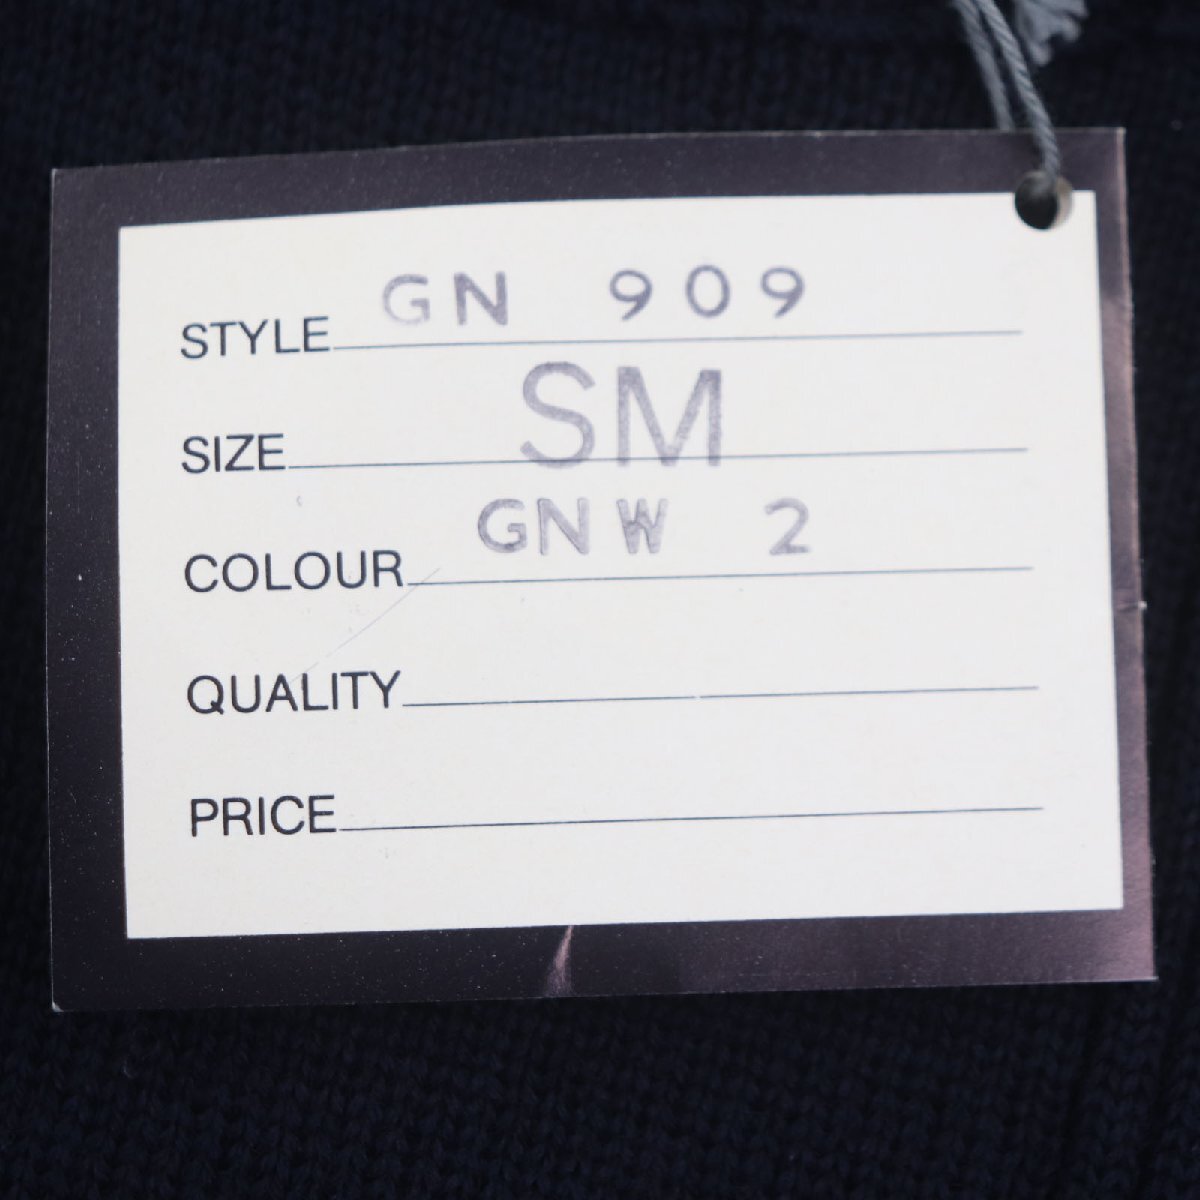 STYLE GN 909
SIZE SM
COLOUR GNW 2
QUALITY
PRICE